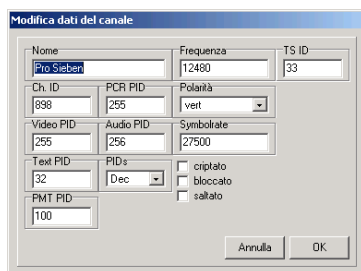 Modifica dati del canale
Nome Frequenza TS ID
Pro Sieben 12480 33
Ch. ID PCR PID Polarità
898 255 vert
Video PID Audio PID Symbolrate
255 256 27500
Text PID PIDs
32 Dec
criptato
bloccato
saltato
PMT PID
100
Annulla OK